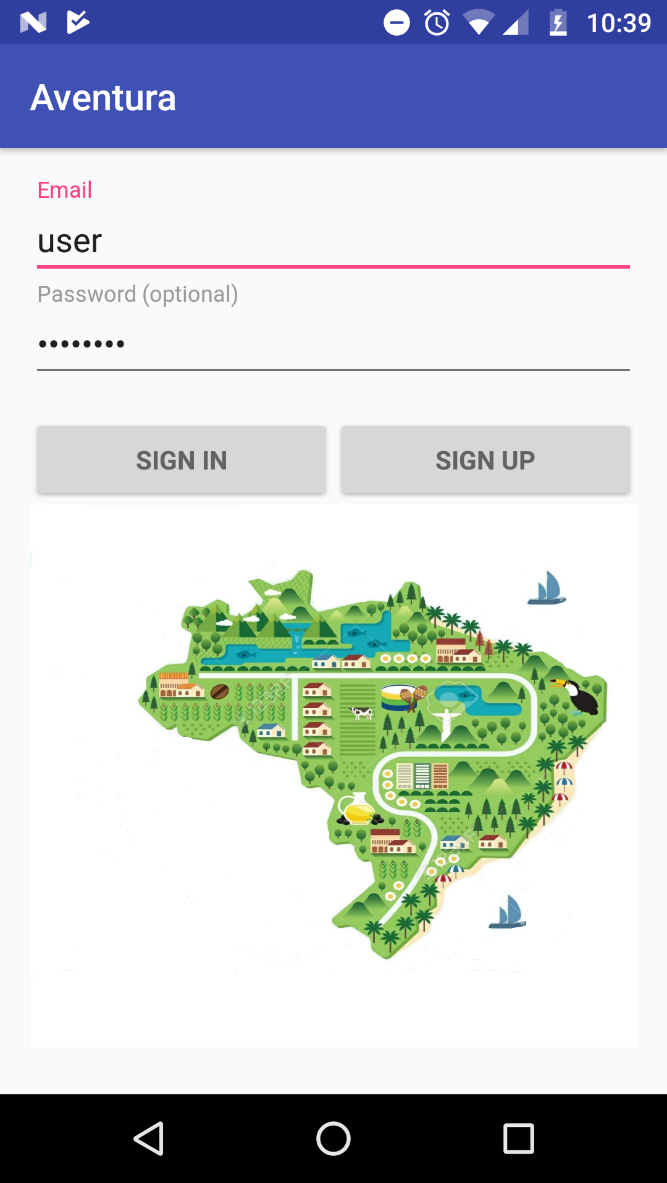 10:39
Aventura
Email
user
Password (optional)
••••••••
SIGN IN
SIGN UP